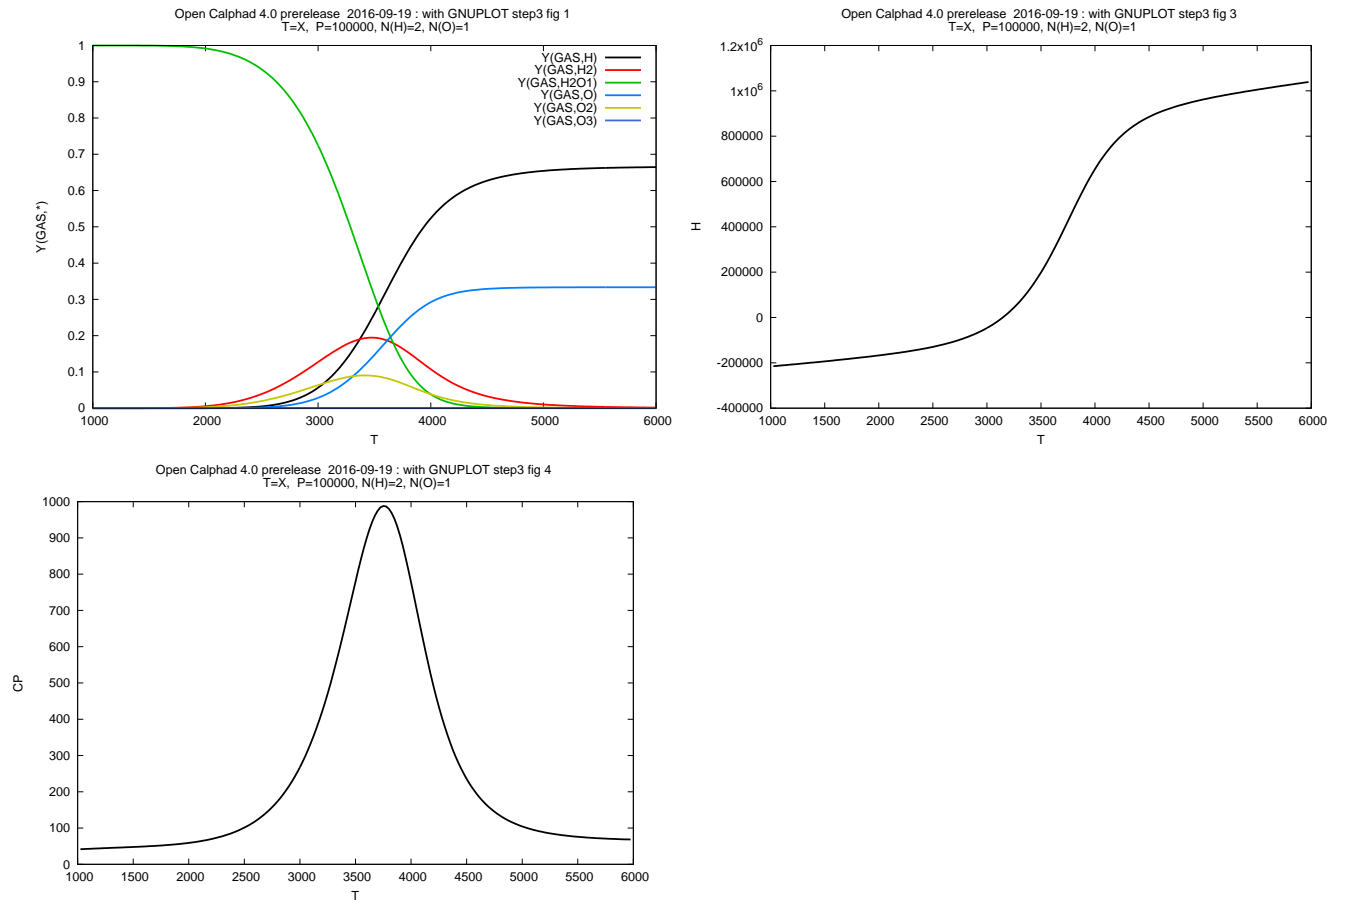 Open Calphad 4.0 prerelease 2016-09-19 : with GNUPLOT step3 fig 1
T=X, P=100000, N(H)=2, N(O)=1
Y(GAS,H)
Y(GAS,H2)
Y(GAS,H2O1)
Y(GAS,O)
Y(GAS,O2)
Y(GAS,O3)
1
0.9
0.8
0.7
0.6
0.5
0.4
0.3
0.2
0.1
0
Y(GAS,*)
1000 2000 3000 4000 5000 6000
T
Open Calphad 4.0 prerelease 2016-09-19 : with GNUPLOT step3 fig 3
T=X, P=100000, N(H)=2, N(O)=1
1.2x10^6
1x10^6
800000
600000
400000
200000
0
-200000
-400000
H
1000 1500 2000 2500 3000 3500 4000 4500 5000 5500 6000
T
Open Calphad 4.0 prerelease 2016-09-19 : with GNUPLOT step3 fig 4
T=X, P=100000, N(H)=2, N(O)=1
1000
900
800
700
600
500
400
300
200
100
0
CP
1000 1500 2000 2500 3000 3500 4000 4500 5000 5500 6000
T